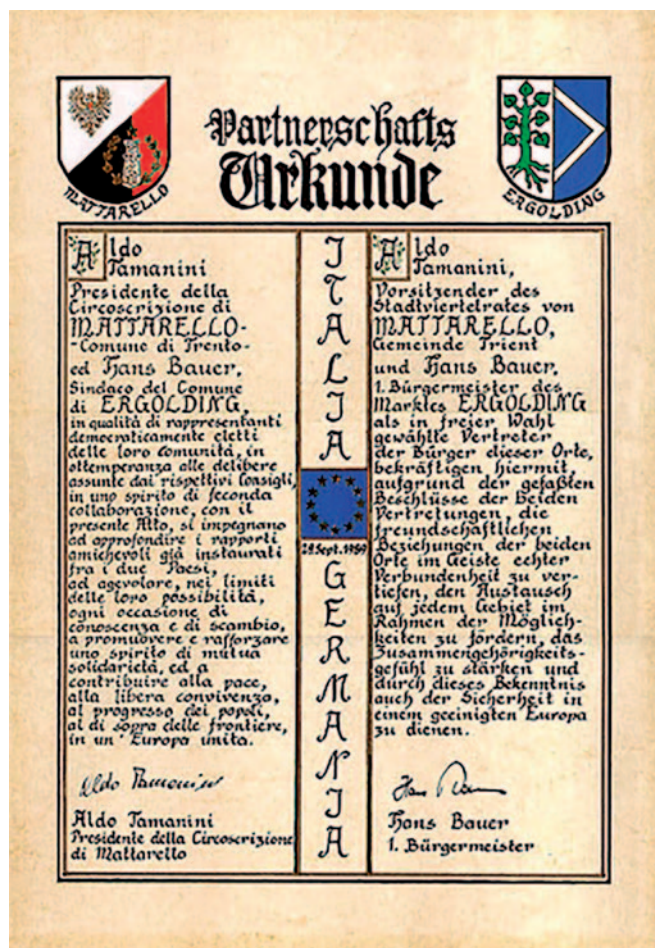 Partnerschafts
Urkunde
MATTARELLO
ERGOLDING
Aldo
Tamanini
Presidente della
Circoscrizione di
MATTARELLO-
-Comune di Trento-
ed Hans Bauer,
Sindaco del Comune
di ERGOLDING,
in qualità di rappresentanti
democraticamente eletti
delle loro comunità, in
ottemperanza alle delibere
assunte dai rispettivi Consigli,
in uno spirito di feconda
collaborazione, con il
presente Atto, si impegnano
ad approfondire i rapporti
amichevoli già instaurati
fra i due Paesi,
ad agevolare, nei limiti
delle loro possibilità,
ogni occasione di
conoscenza e di scambio,
a promuovere e rafforzare
uno spirito di mutua
solidarietà, ed a
contribuire alla pace,
alla libera convivenza,
al progresso dei popoli,
al di sopra delle frontiere,
in un' Europa unita.
Aldo Tamanini
Aldo Tamanini
Presidente della Circoscrizione
di Mattarello
ITALIA
28.Sept.1989
GERMANIA
Aldo
Tamanini,
Vorsitzender des
Stadtviertelrates von
MATTARELLO,
Gemeinde Trient
und Hans Bauer,
1. Bürgermeister des
Marktes ERGOLDING
als in freier Wahl
gewählte Vertreter
der Bürger dieser Orte,
bekräftigen hiermit,
aufgrund der gefaßten
Beschlüsse der beiden
Vertretungen, die
freundschaftlichen
Beziehungen der beiden
Orte im Geiste echter
Verbundenheit zu ver-
tiefen, den Austausch
auf jedem Gebiet im
Rahmen der Möglich-
keiten zu fördern, das
Zusammengehörigkeits-
gefühl zu stärken und
durch dieses Bekenntnis
auch der Sicherheit in
einem geeinigten Europa
zu dienen.
Hans Bauer
1. Bürgermeister